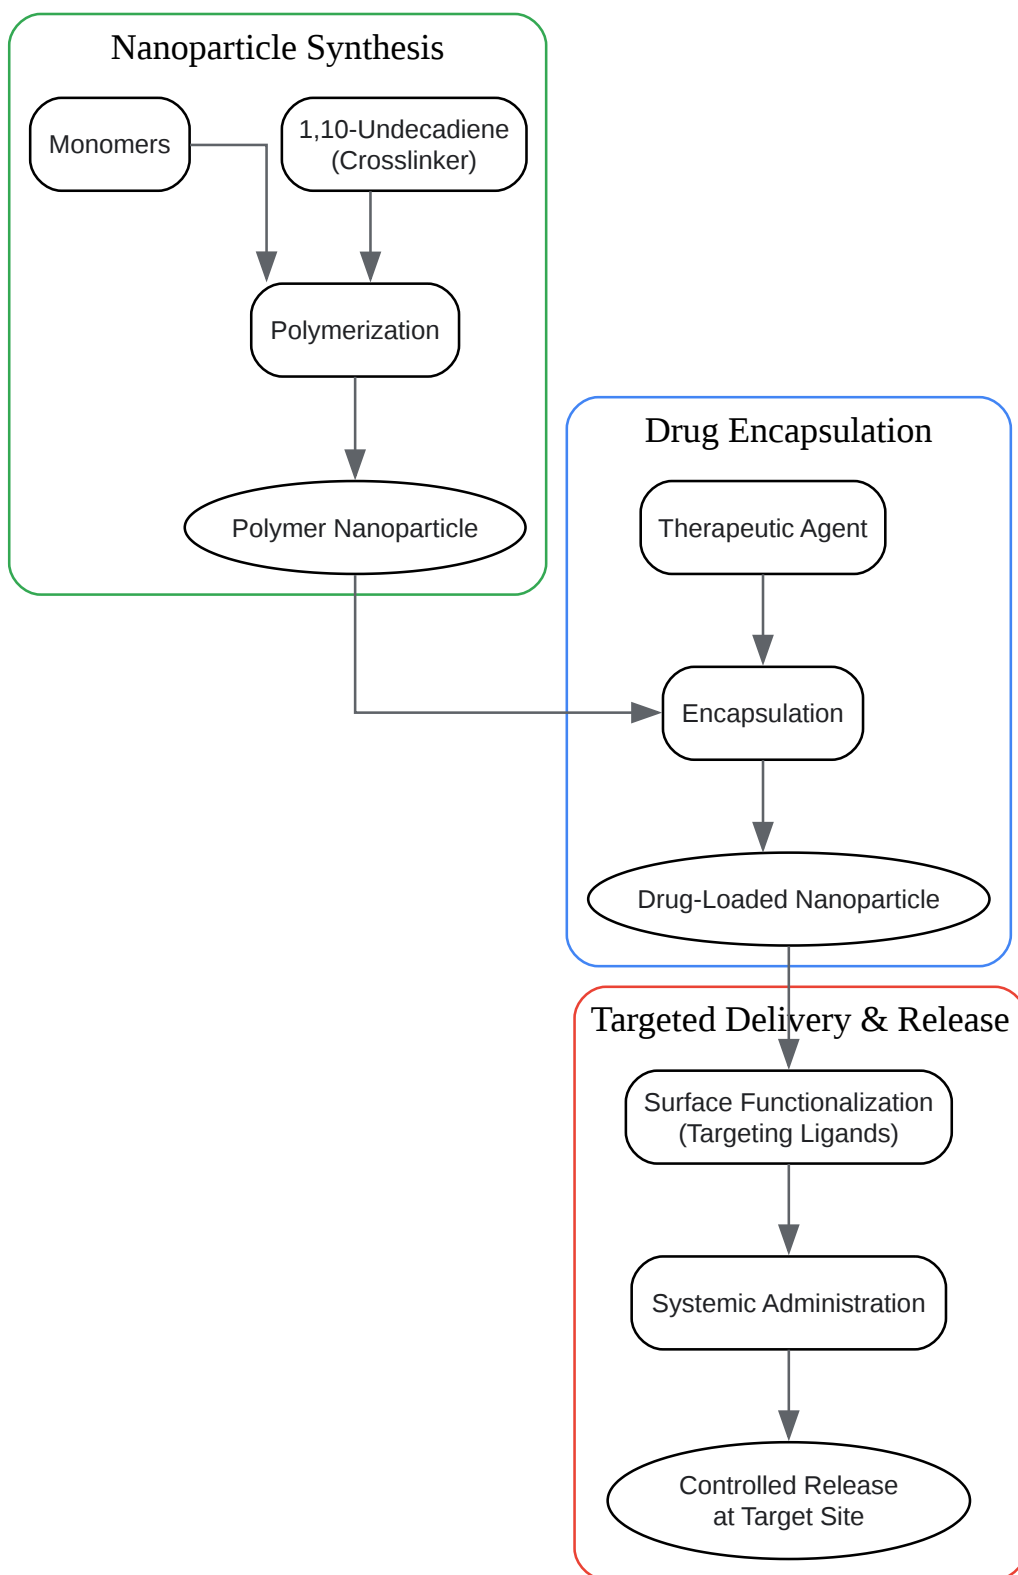 Nanoparticle Synthesis
Monomers
1,10-Undecadiene
(Crosslinker)
Polymerization
Polymer Nanoparticle
Drug Encapsulation
Therapeutic Agent
Encapsulation
Drug-Loaded Nanoparticle
Targeted Delivery & Release
Surface Functionalization
(Targeting Ligands)
Systemic Administration
Controlled Release
at Target Site